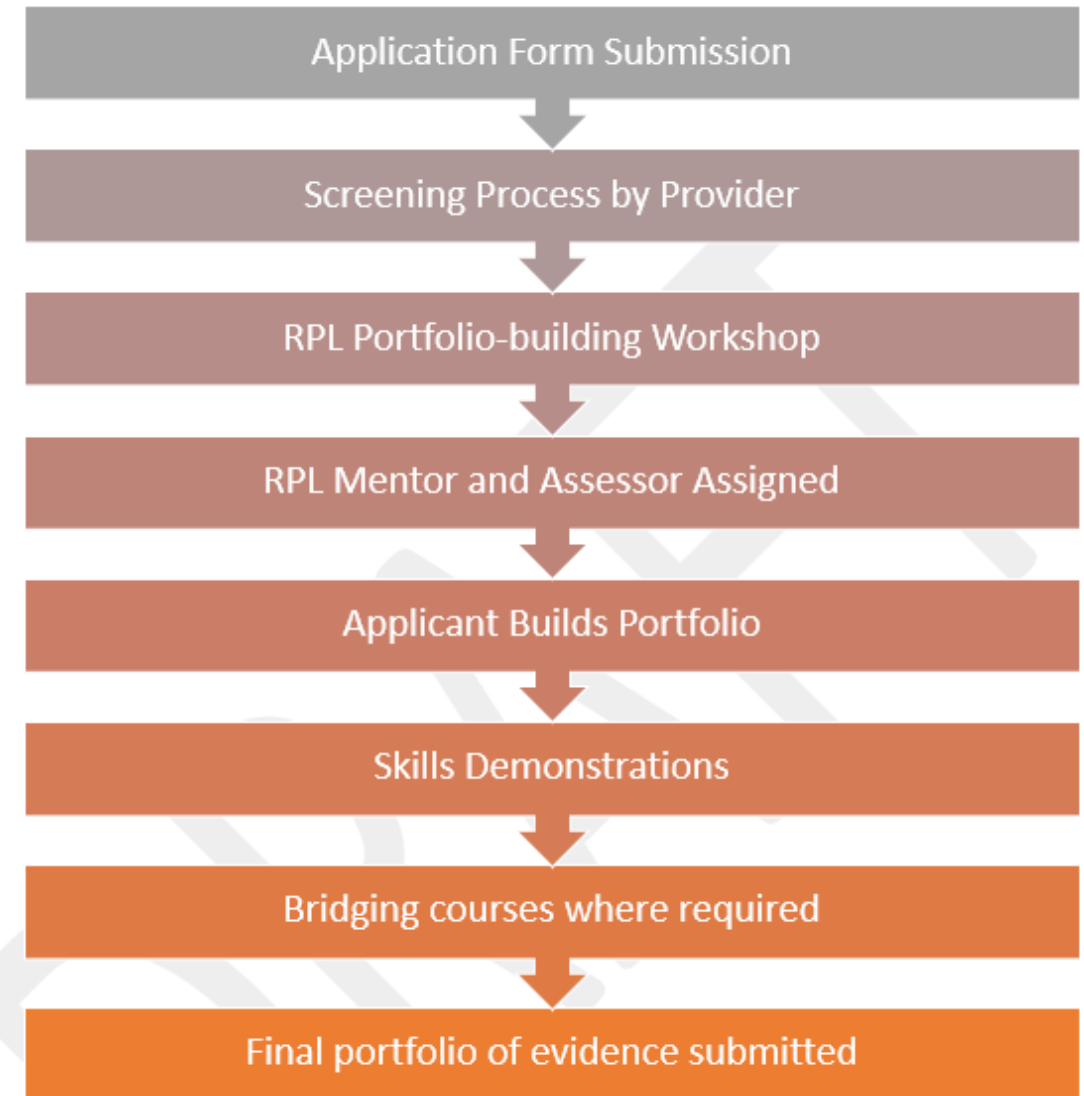 Application Form Submission
Screening Process by Provider
RPL Portfolio-building Workshop
RPL Mentor and Assessor Assigned
Applicant Builds Portfolio
Skills Demonstrations
Bridging courses where required
Final portfolio of evidence submitted